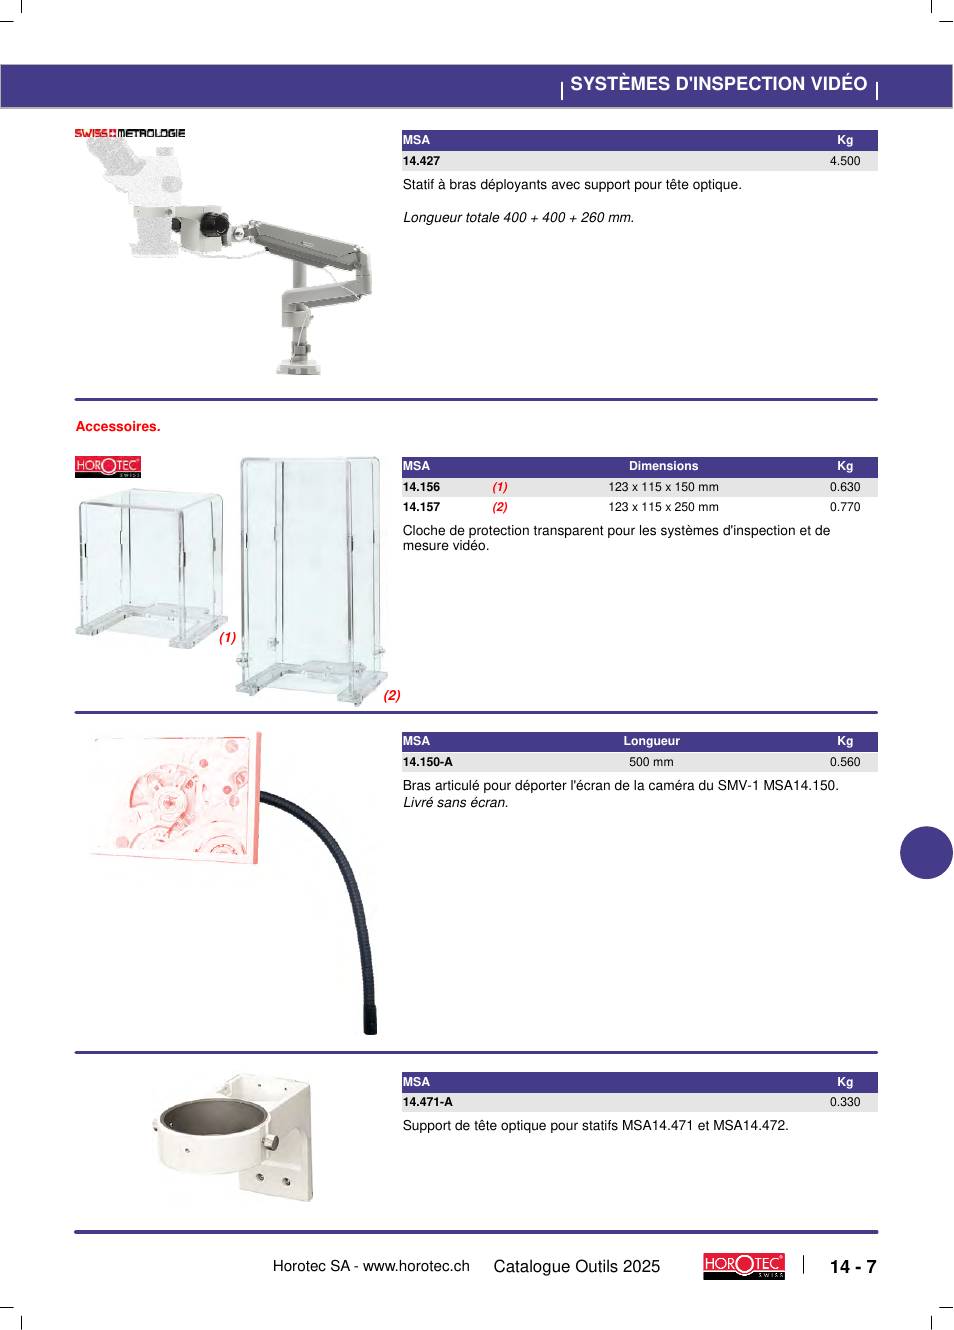 SYSTÈMES D'INSPECTION VIDÉO
SWISS METROLOGIE
MSA Kg
14.427 4.500
Statif à bras déployants avec support pour tête optique.
Longueur totale 400 + 400 + 260 mm.
Accessoires.
HOROTEC
SWISS
(1)
(2)
MSA Dimensions Kg
14.156 (1) 123 x 115 x 150 mm 0.630
14.157 (2) 123 x 115 x 250 mm 0.770
Cloche de protection transparent pour les systèmes d'inspection et de
mesure vidéo.
MSA Longueur Kg
14.150-A 500 mm 0.560
Bras articulé pour déporter l'écran de la caméra du SMV-1 MSA14.150.
Livré sans écran.
MSA Kg
14.471-A 0.330
Support de tête optique pour statifs MSA14.471 et MSA14.472.
Horotec SA - www.horotec.ch Catalogue Outils 2025 HOROTEC® SWISS 14 - 7